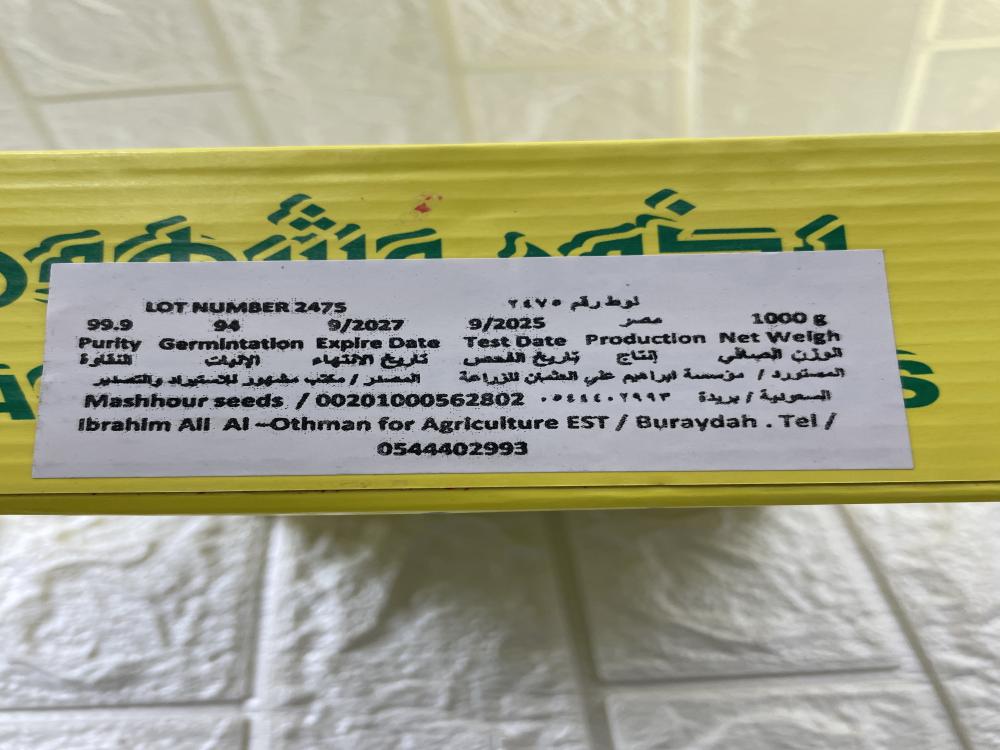 LOT NUMBER 2475 لوط رقم ٢٤٧٥
99.9 94 9/2027 9/2025 مصر 1000 g
Purity Germintation Expire Date Test Date Production Net Weigh
النقاوة الإنبات تاريخ الانتهاء تاريخ الفحص إنتاج الوزن الصافي
المستورد / مؤسسة ابراهيم علي العثمان للزراعة المصدر / مكتب مشهور للاستيراد والتصدير
السعودية / بريدة ٠٥٤٤٤٠٢٩٩٣ Mashhour seeds / 00201000562802
Ibrahim Ali Al -Othman for Agriculture EST / Buraydah . Tel /
0544402993